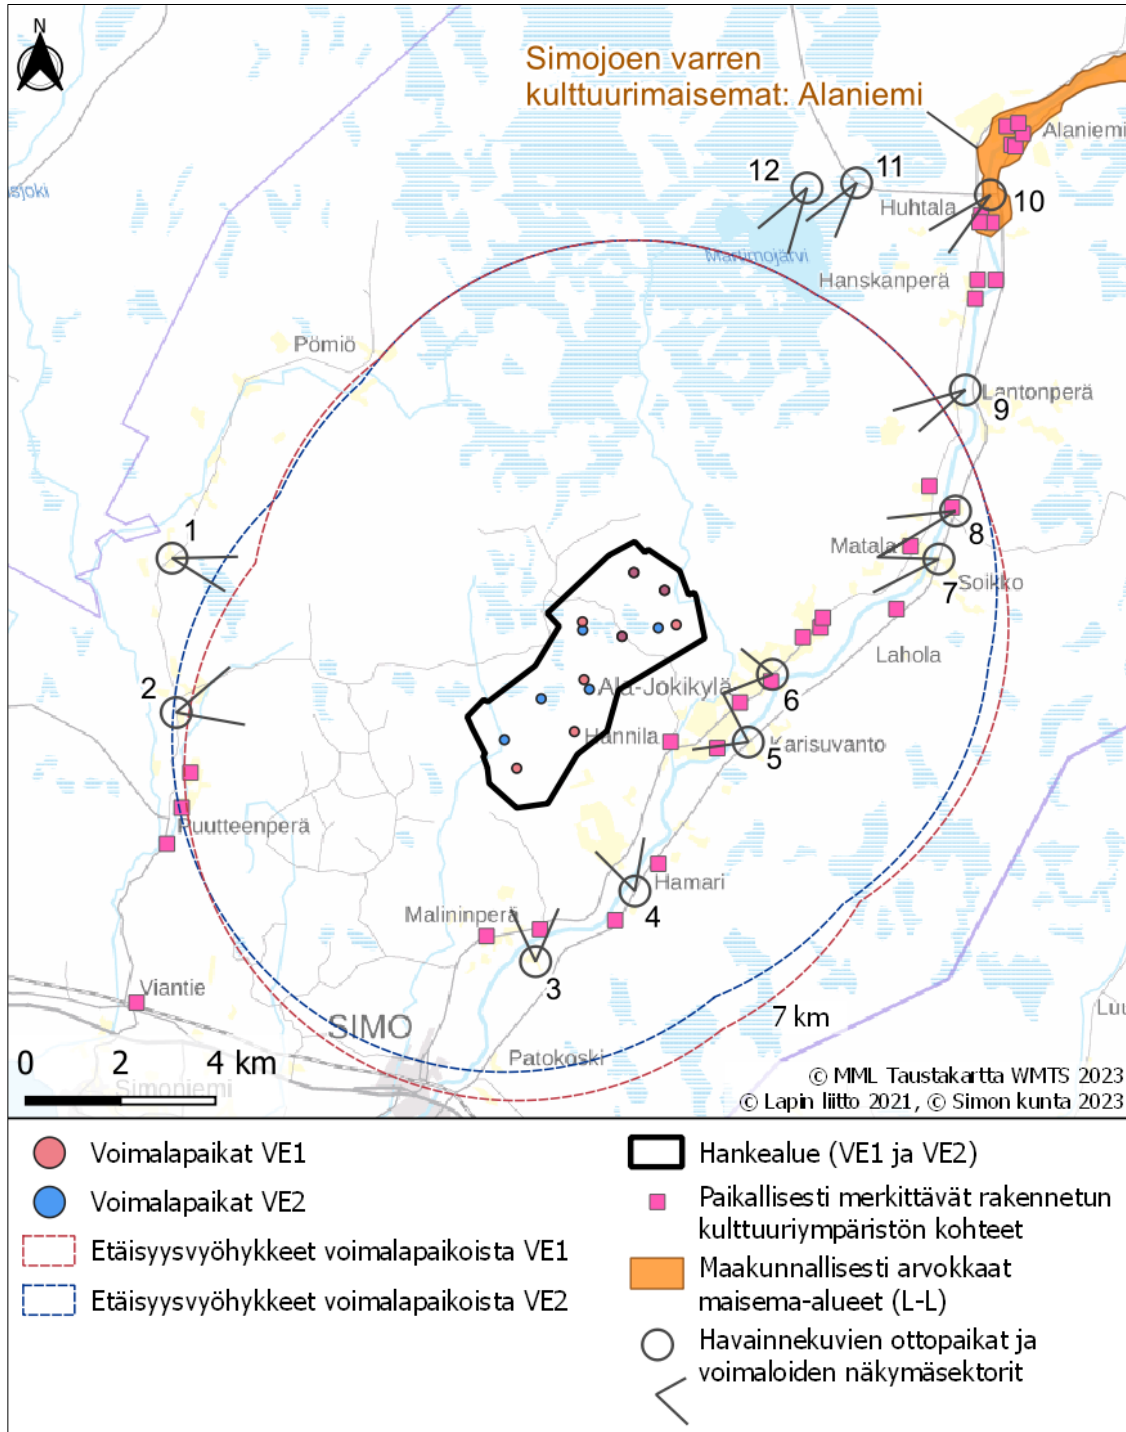 N
Simojoen varren
kulttuurimaisemat: Alaniemi
Alaniemi
12
11
10
sjoki
Huhtala
Martimojärvi
Hanskanperä
Pömiö
Lantonperä
9
1
8
Matala
7
Soikko
Lahola
2
Ala-Jokikylä
6
Hannila
5
Karisuvanto
Puutteenperä
Hamari
4
Malininperä
3
Viantie
SIMO
7 km
Luu
Patokoski
0 2 4 km
Simoniemi
© MML Taustakartta WMTS 2023
© Lapin liitto 2021, © Simon kunta 2023
Voimalapaikat VE1
Voimalapaikat VE2
Etäisyysvyöhykkeet voimalapaikoista VE1
Etäisyysvyöhykkeet voimalapaikoista VE2
Hankealue (VE1 ja VE2)
Paikallisesti merkittävät rakennetun
kulttuuriympäristön kohteet
Maakunnallisesti arvokkaat
maisema-alueet (L-L)
Havainnekuvien ottopaikat ja
voimaloiden näkymäsektorit